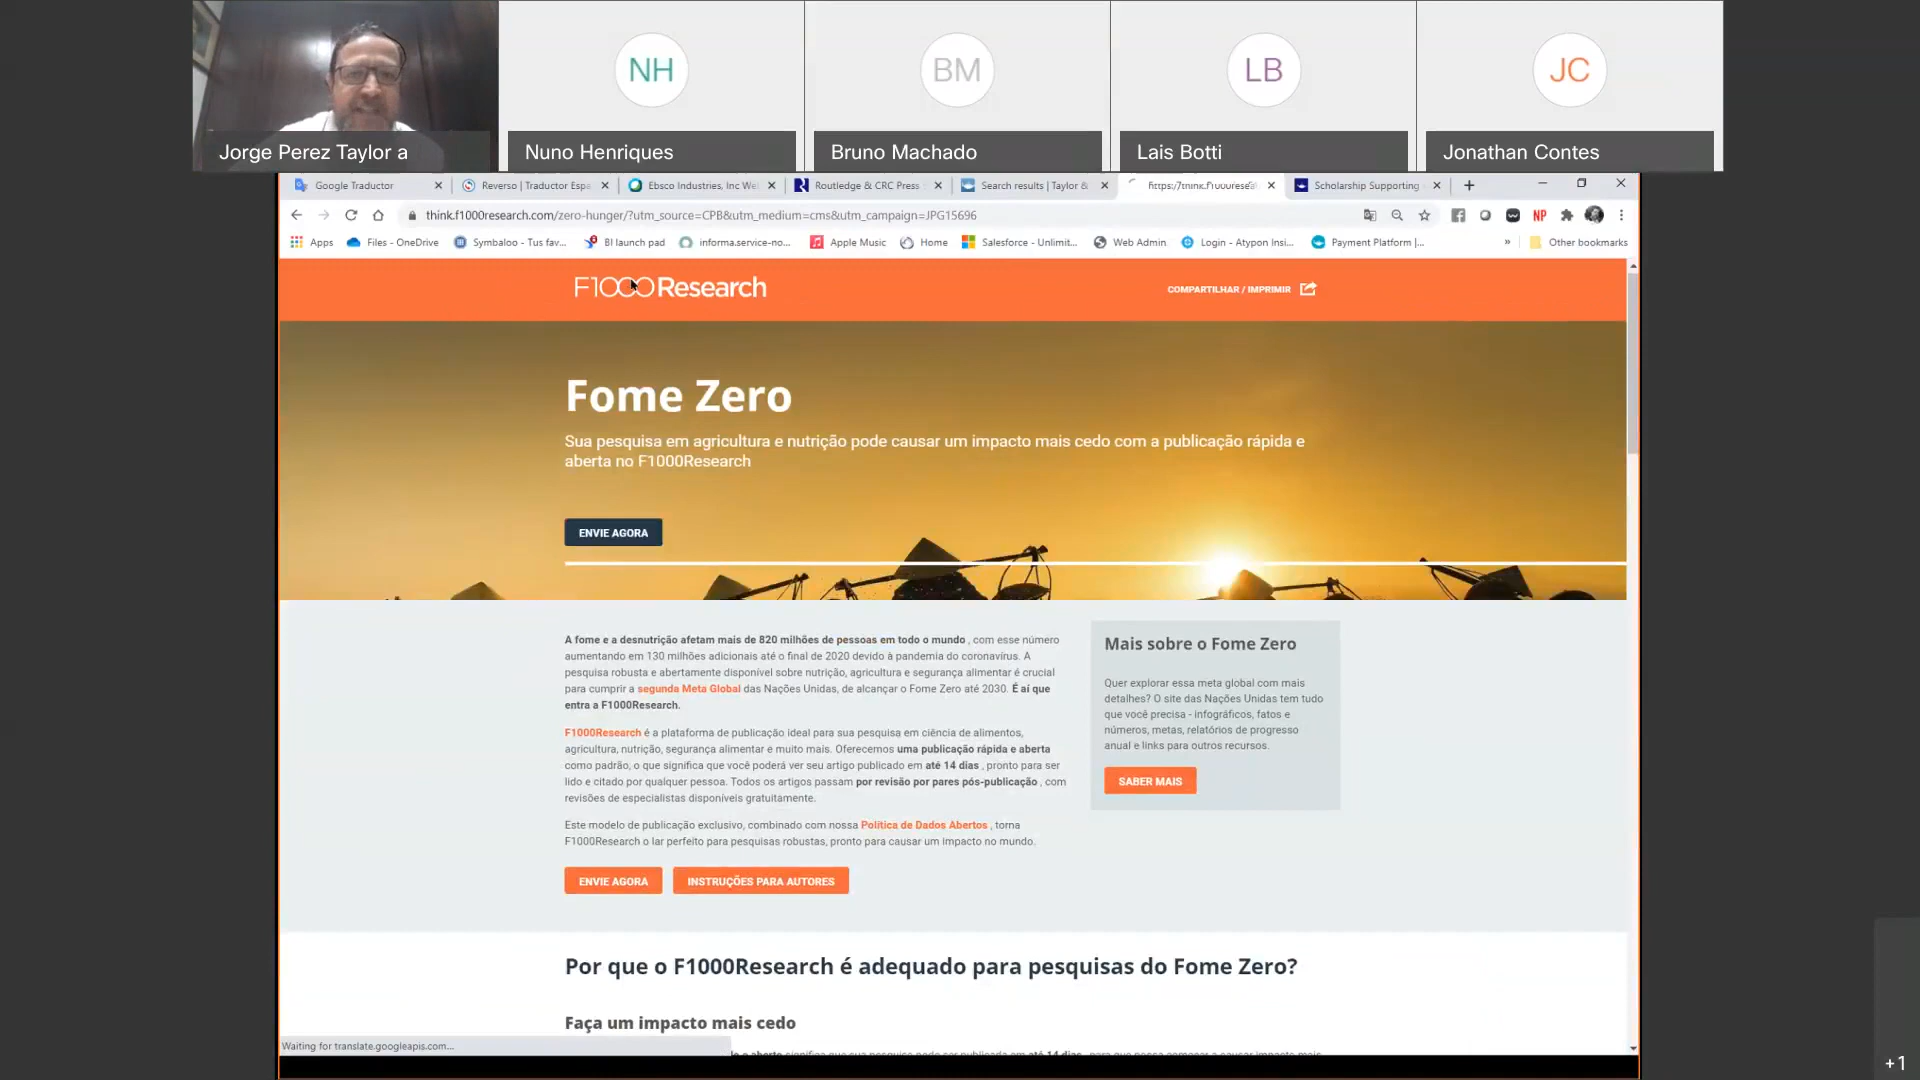 NH
BM
LB
JC
Jorge Perez Taylor a
Nuno Henriques
Bruno Machado
Lais Botti
Jonathan Contes
Google Traductor
Reverso | Traductor Espa
Ebsco Industries, Inc We
Routledge & CRC Press
Search results | Taylor &
Scholarship Supporting
think.f1000research.com/zero-hunger/?utm_source=CPB&utm_medium=cms&utm_campaign=JPG15696
NP
Apps
Files - OneDrive
Symbaloo - Tus fav...
BI launch pad
informa.service-no...
Apple Music
Home
Salesforce - Unlimit...
Web Admin
Login - Atypon Insi...
Payment Platform |...
»
Other bookmarks
F1000Research
COMPARTILHAR / IMPRIMIR
Fome Zero
Sua pesquisa em agricultura e nutrição pode causar um impacto mais cedo com a publicação rápida e
aberta no F1000Research
ENVIE AGORA
A fome e a desnutrição afetam mais de 820 milhões de pessoas em todo o mundo , com esse número
aumentando em 130 milhões adicionais até o final de 2020 devido à pandemia do coronavírus. A
pesquisa robusta e abertamente disponível sobre nutrição, agricultura e segurança alimentar é crucial
para cumprir a segunda Meta Global das Nações Unidas, de alcançar o Fome Zero até 2030. É aí que
entra a F1000Research.
F1000Research é a plataforma de publicação ideal para sua pesquisa em ciência de alimentos,
agricultura, nutrição, segurança alimentar e muito mais. Oferecemos uma publicação rápida e aberta
como padrão, o que significa que você poderá ver seu artigo publicado em até 14 dias , pronto para ser
lido e citado por qualquer pessoa. Todos os artigos passam por revisão por pares pós-publicação , com
revisões de especialistas disponíveis gratuitamente.
Este modelo de publicação exclusivo, combinado com nossa Política de Dados Abertos , torna
F1000Research o lar perfeito para pesquisas robustas, pronto para causar um impacto no mundo.
ENVIE AGORA
INSTRUÇÕES PARA AUTORES
Mais sobre o Fome Zero
Quer explorar essa meta global com mais
detalhes? O site das Nações Unidas tem tudo
que você precisa - infográficos, fatos e
números, metas, relatórios de progresso
anual e links para outros recursos.
SABER MAIS
Por que o F1000Research é adequado para pesquisas do Fome Zero?
Faça um impacto mais cedo
Waiting for translate.googleapis.com...
+1